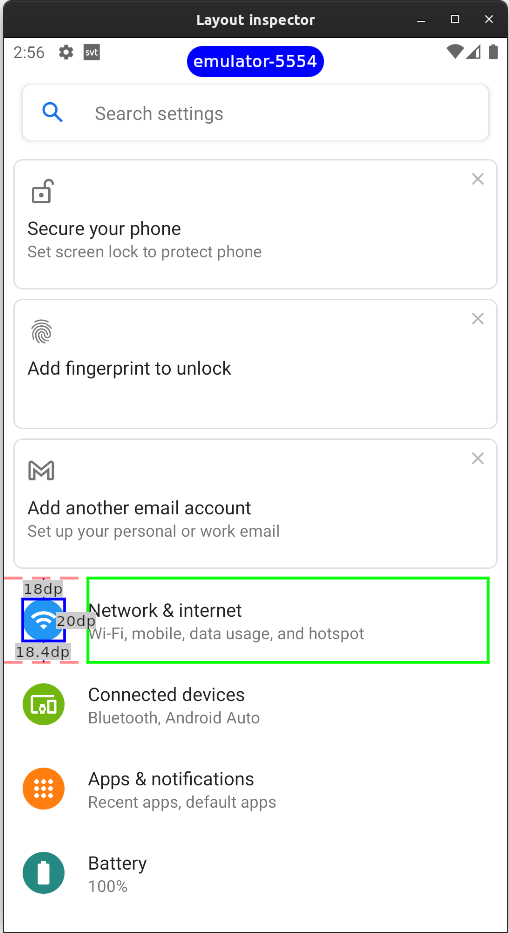 Layout inspector
2:56 svt
emulator-5554
Search settings
Secure your phone
Set screen lock to protect phone
Add fingerprint to unlock
Add another email account
Set up your personal or work email
18dp
20dp
18.4dp
Network & internet
Wi-Fi, mobile, data usage, and hotspot
Connected devices
Bluetooth, Android Auto
Apps & notifications
Recent apps, default apps
Battery
100%